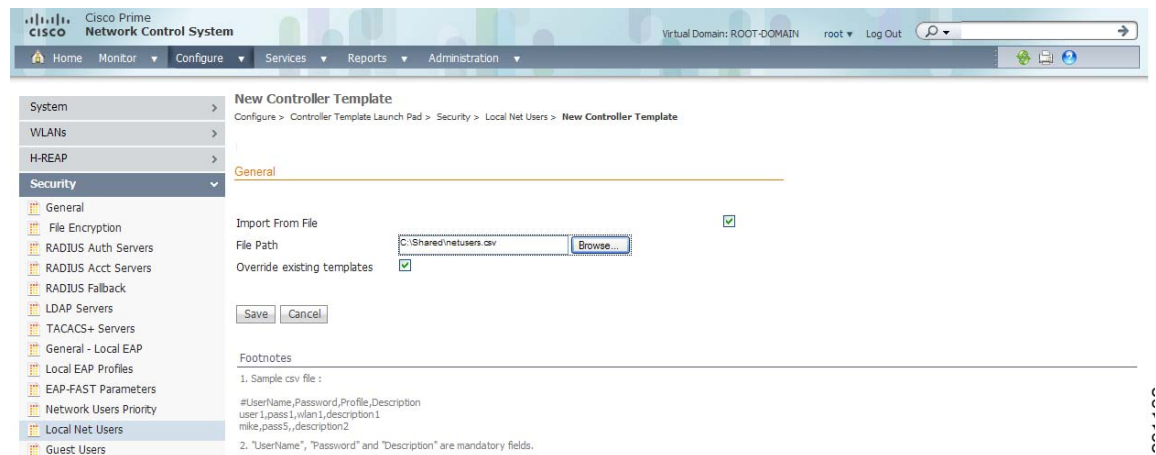 Cisco Prime
CISCO Network Control System
Virtual Domain: ROOT-DOMAIN root Log Out
Home Monitor Configure Services Reports Administration
System
WLANs
H-REAP
Security
General
File Encryption
RADIUS Auth Servers
RADIUS Acct Servers
RADIUS Fallback
LDAP Servers
TACACS+ Servers
General - Local EAP
Local EAP Profiles
EAP-FAST Parameters
Network Users Priority
Local Net Users
Guest Users
New Controller Template
Configure > Controller Template Launch Pad > Security > Local Net Users > New Controller Template
General
Import From File
File Path C:\Shared\netusers.csv Browse...
Override existing templates
Save Cancel
Footnotes
1. Sample csv file :
#UserName,Password,Profile,Description
user1,pass1,wlan1,description1
mike,pass5,,description2
2. "UserName", "Password" and "Description" are mandatory fields.